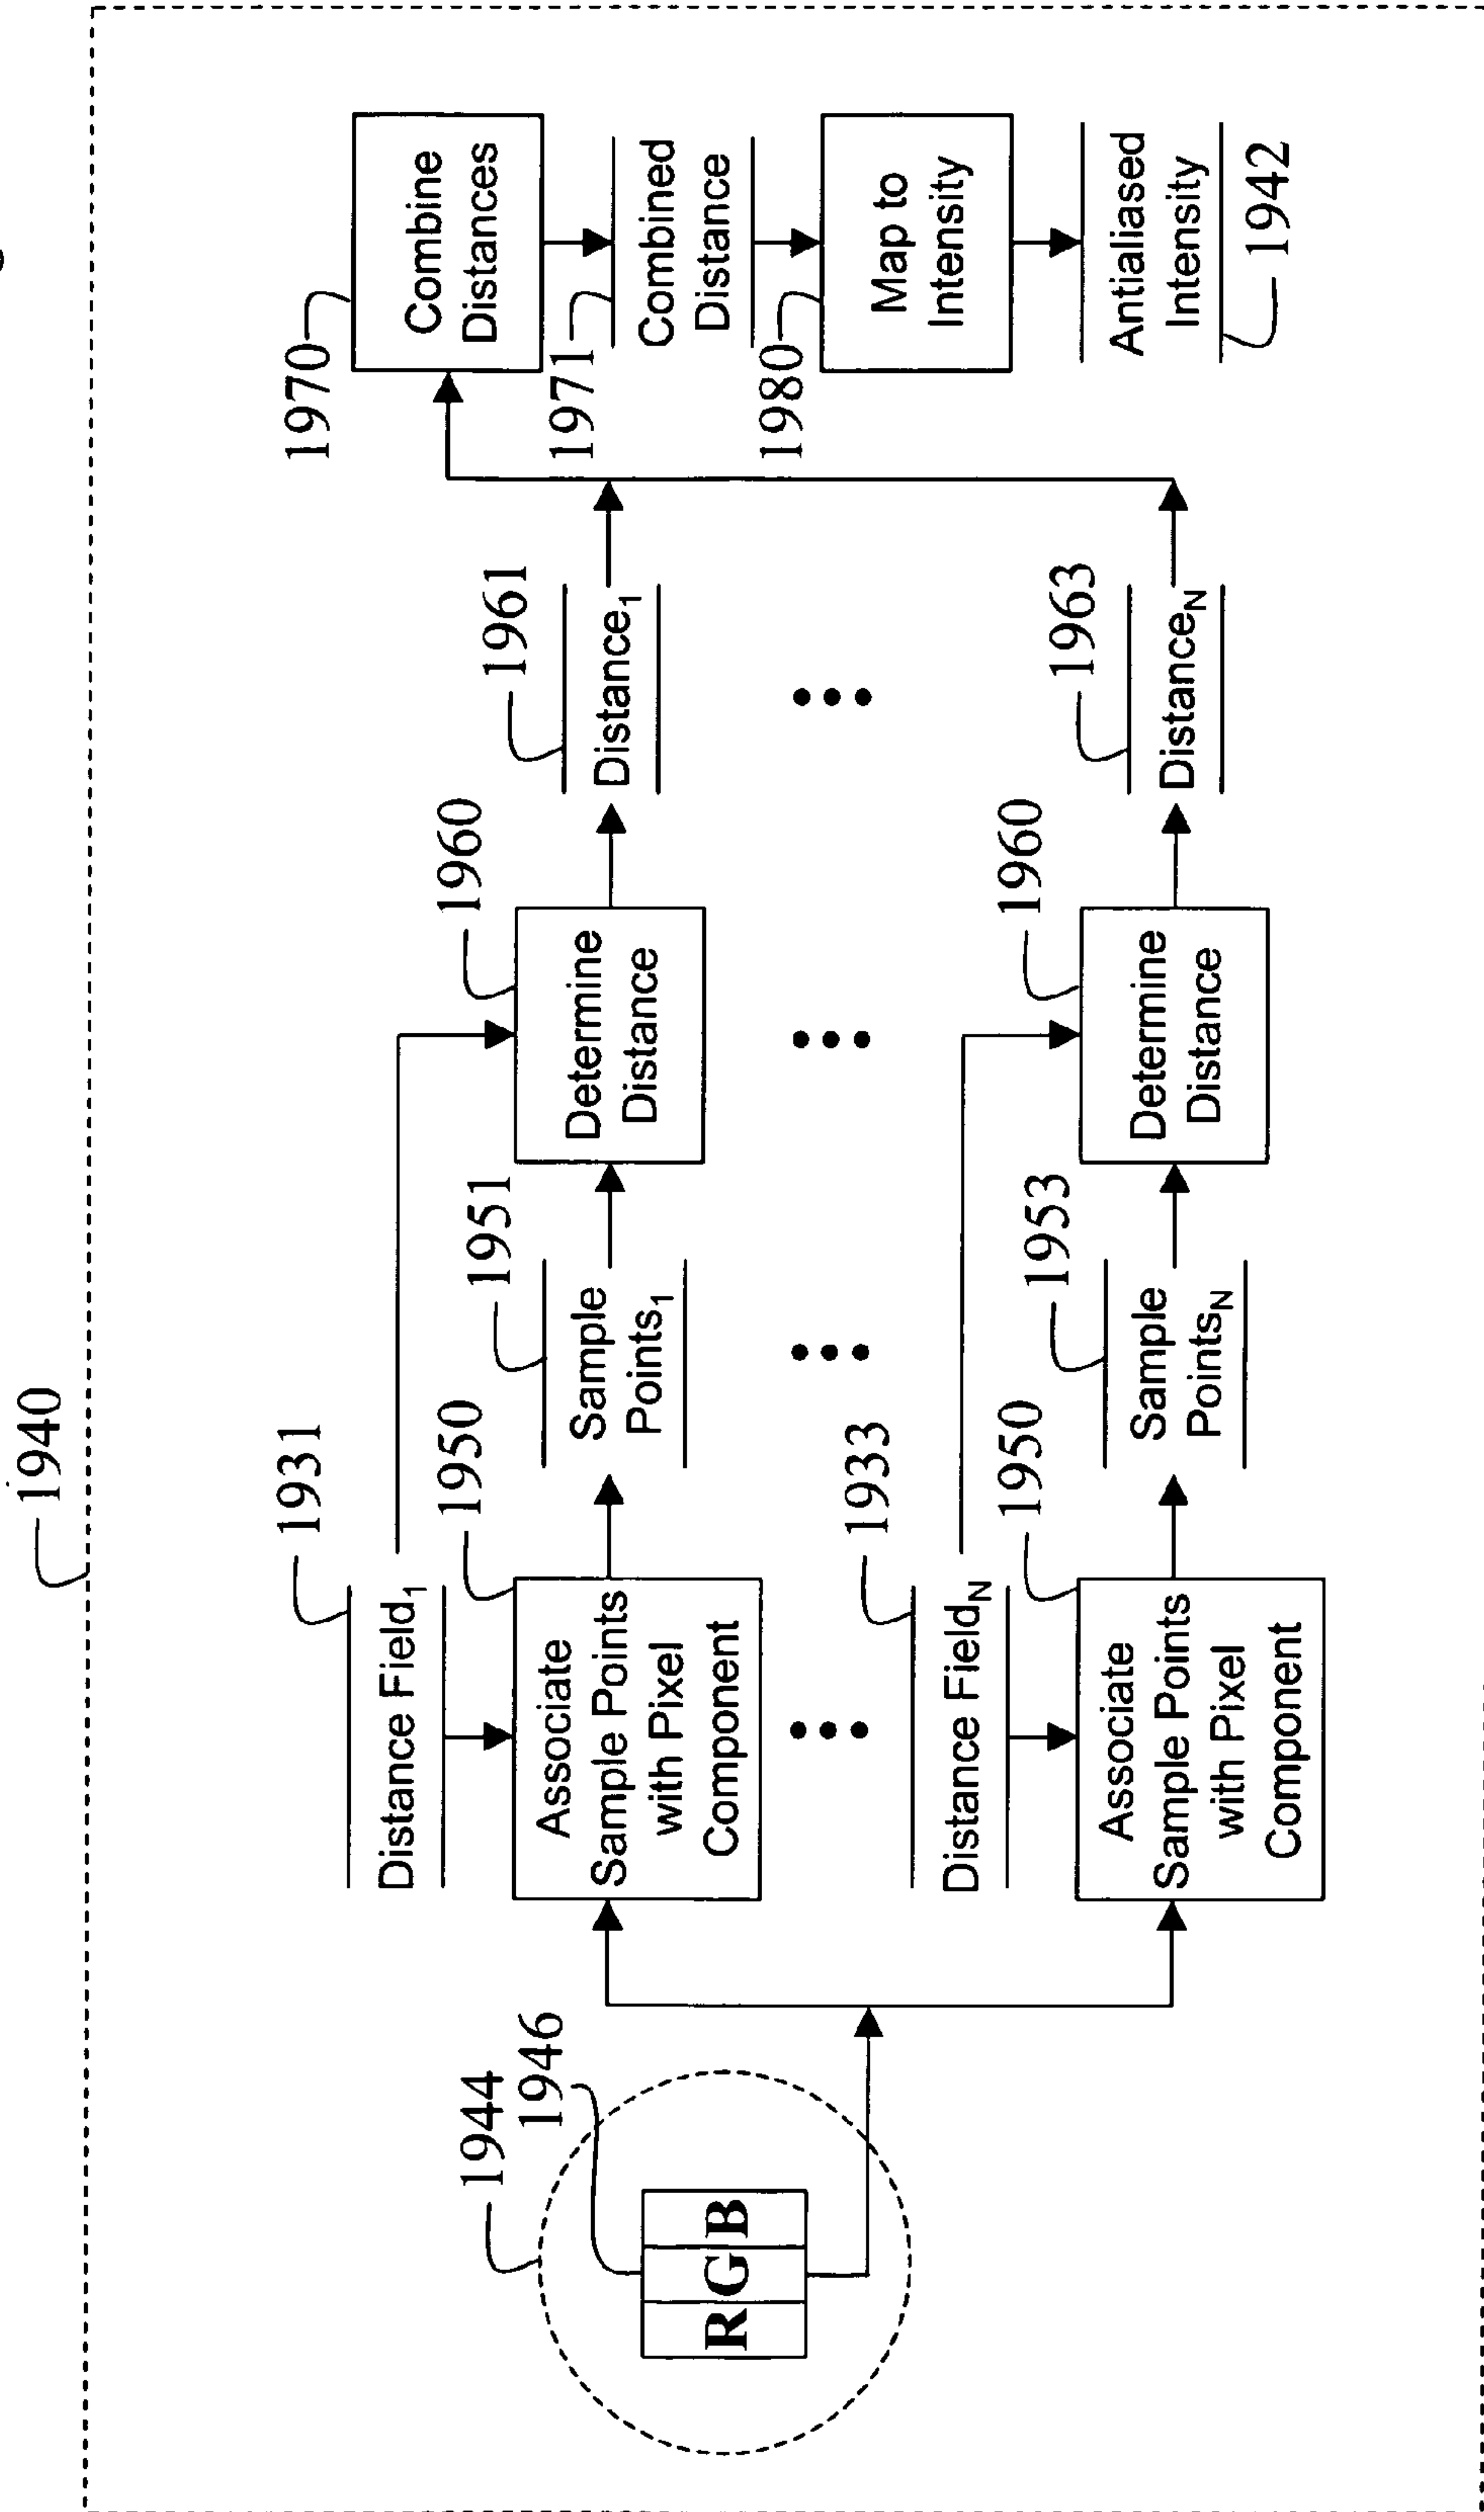 1940
1931
Distance Field1
1950
Associate
Sample Points
with Pixel
Component
1951
Sample
Points1
1960
Determine
Distance
1961
Distance1
1970
Combine
Distances
1971
Combined
Distance
1980
Map to
Intensity
Antialiased
Intensity
1942
1944
1946
R G B
1933
Distance FieldN
1950
Associate
Sample Points
with Pixel
Component
1953
Sample
PointsN
1960
Determine
Distance
1963
DistanceN